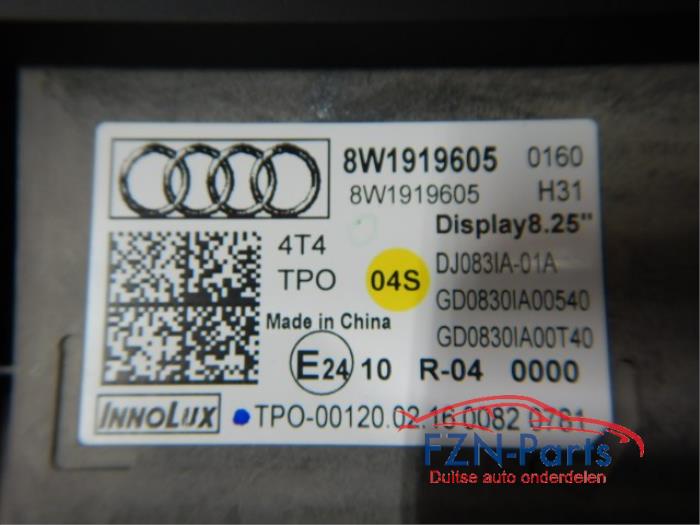 8W1919605 0160
8W1919605 H31
Display8.25"
4T4
TPO
04S
DJ083IA-01A
GD0830IA00540
GD0830IA00T40
Made in China
E24 10 R-04 0000
INNOLUX
TPO-00120.02.16 0082 0781
FZN-Parts
Duitse auto onderdelen